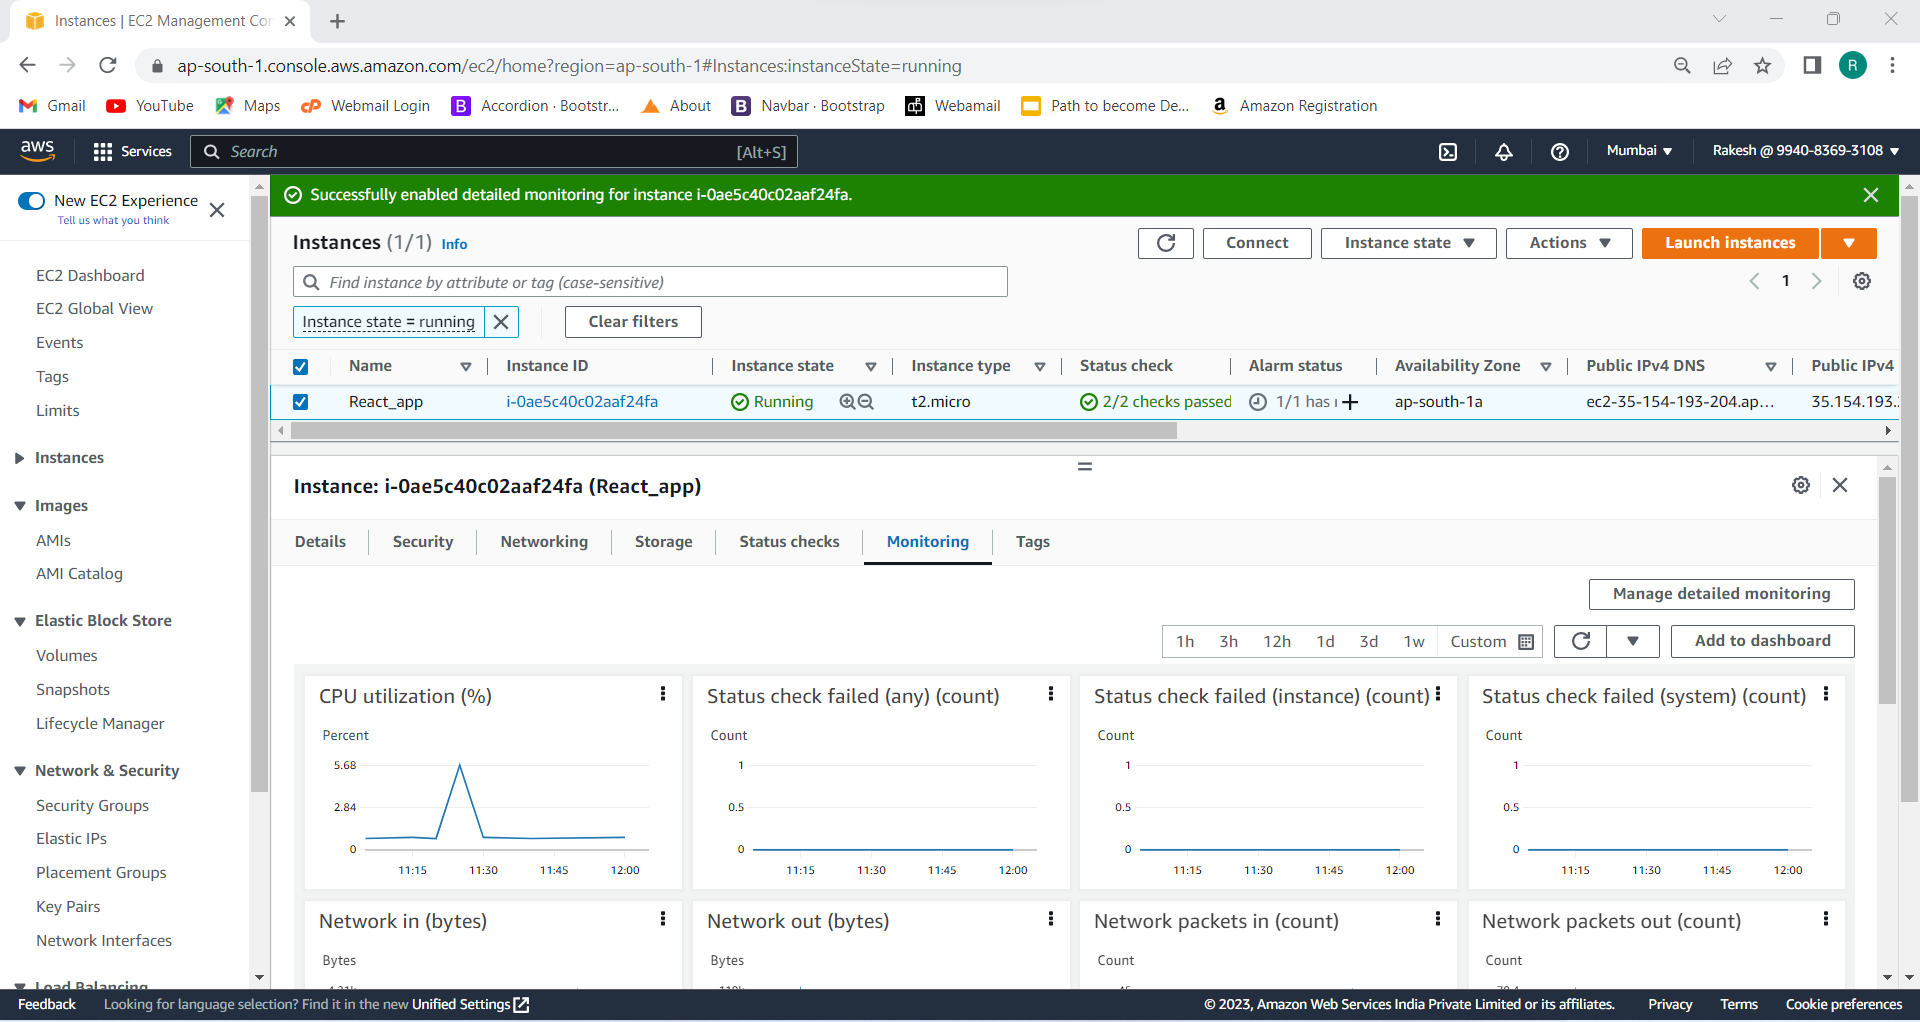 Instances | EC2 Management Con
ap-south-1.console.aws.amazon.com/ec2/home?region=ap-south-1#Instances:instanceState=running
R
Gmail YouTube Maps Webmail Login Accordion · Bootstr... About Navbar · Bootstrap Webamail Path to become De... Amazon Registration
aws Services Search [Alt+S] Mumbai Rakesh @ 9940-8369-3108
New EC2 Experience
Tell us what you think
EC2 Dashboard
EC2 Global View
Events
Tags
Limits
Instances
Images
AMIs
AMI Catalog
Elastic Block Store
Volumes
Snapshots
Lifecycle Manager
Network & Security
Security Groups
Elastic IPs
Placement Groups
Key Pairs
Network Interfaces
Load Balancing
Successfully enabled detailed monitoring for instance i-0ae5c40c02aaf24fa.
Instances (1/1) Info
Connect Instance state Actions Launch instances
Find instance by attribute or tag (case-sensitive)
1
Instance state = running Clear filters
Name Instance ID Instance state Instance type Status check Alarm status Availability Zone Public IPv4 DNS Public IPv4
React_app i-0ae5c40c02aaf24fa Running t2.micro 2/2 checks passed 1/1 has ap-south-1a ec2-35-154-193-204.ap... 35.154.193.
Instance: i-0ae5c40c02aaf24fa (React_app)
Details Security Networking Storage Status checks Monitoring Tags
Manage detailed monitoring
1h 3h 12h 1d 3d 1w Custom Add to dashboard
CPU utilization (%)
Percent
5.68
2.84
0
11:15 11:30 11:45 12:00
Status check failed (any) (count)
Count
1
0.5
0
11:15 11:30 11:45 12:00
Status check failed (instance) (count)
Count
1
0.5
0
11:15 11:30 11:45 12:00
Status check failed (system) (count)
Count
1
0.5
0
11:15 11:30 11:45 12:00
Network in (bytes)
Bytes
Network out (bytes)
Bytes
Network packets in (count)
Count
Network packets out (count)
Count
Feedback Looking for language selection? Find it in the new Unified Settings © 2023, Amazon Web Services India Private Limited or its affiliates. Privacy Terms Cookie preferences